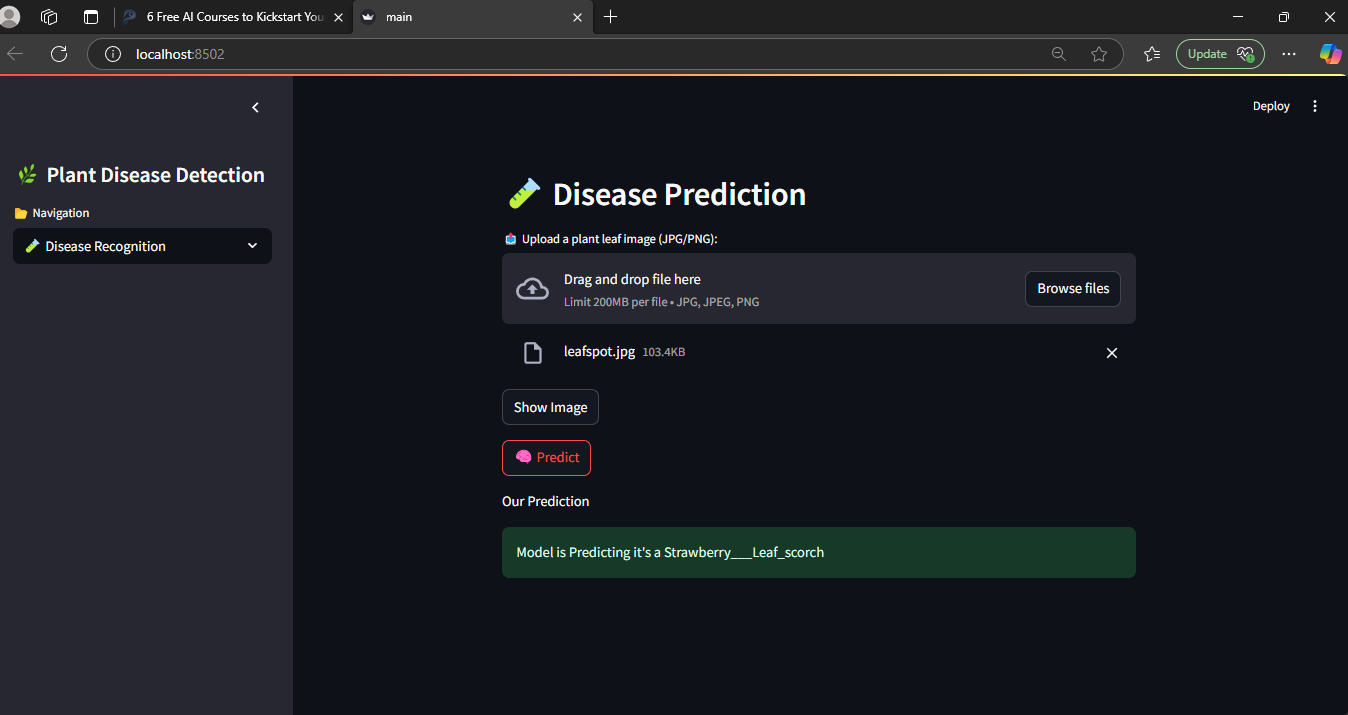 6 Free AI Courses to Kickstart You
main
localhost:8502
Update
Deploy
🌿 Plant Disease Detection
📂 Navigation
🧪 Disease Recognition
🧪 Disease Prediction
📤 Upload a plant leaf image (JPG/PNG):
Drag and drop file here
Limit 200MB per file • JPG, JPEG, PNG
Browse files
leafspot.jpg 103.4KB
Show Image
🧠 Predict
Our Prediction
Model is Predicting it's a Strawberry___Leaf_scorch